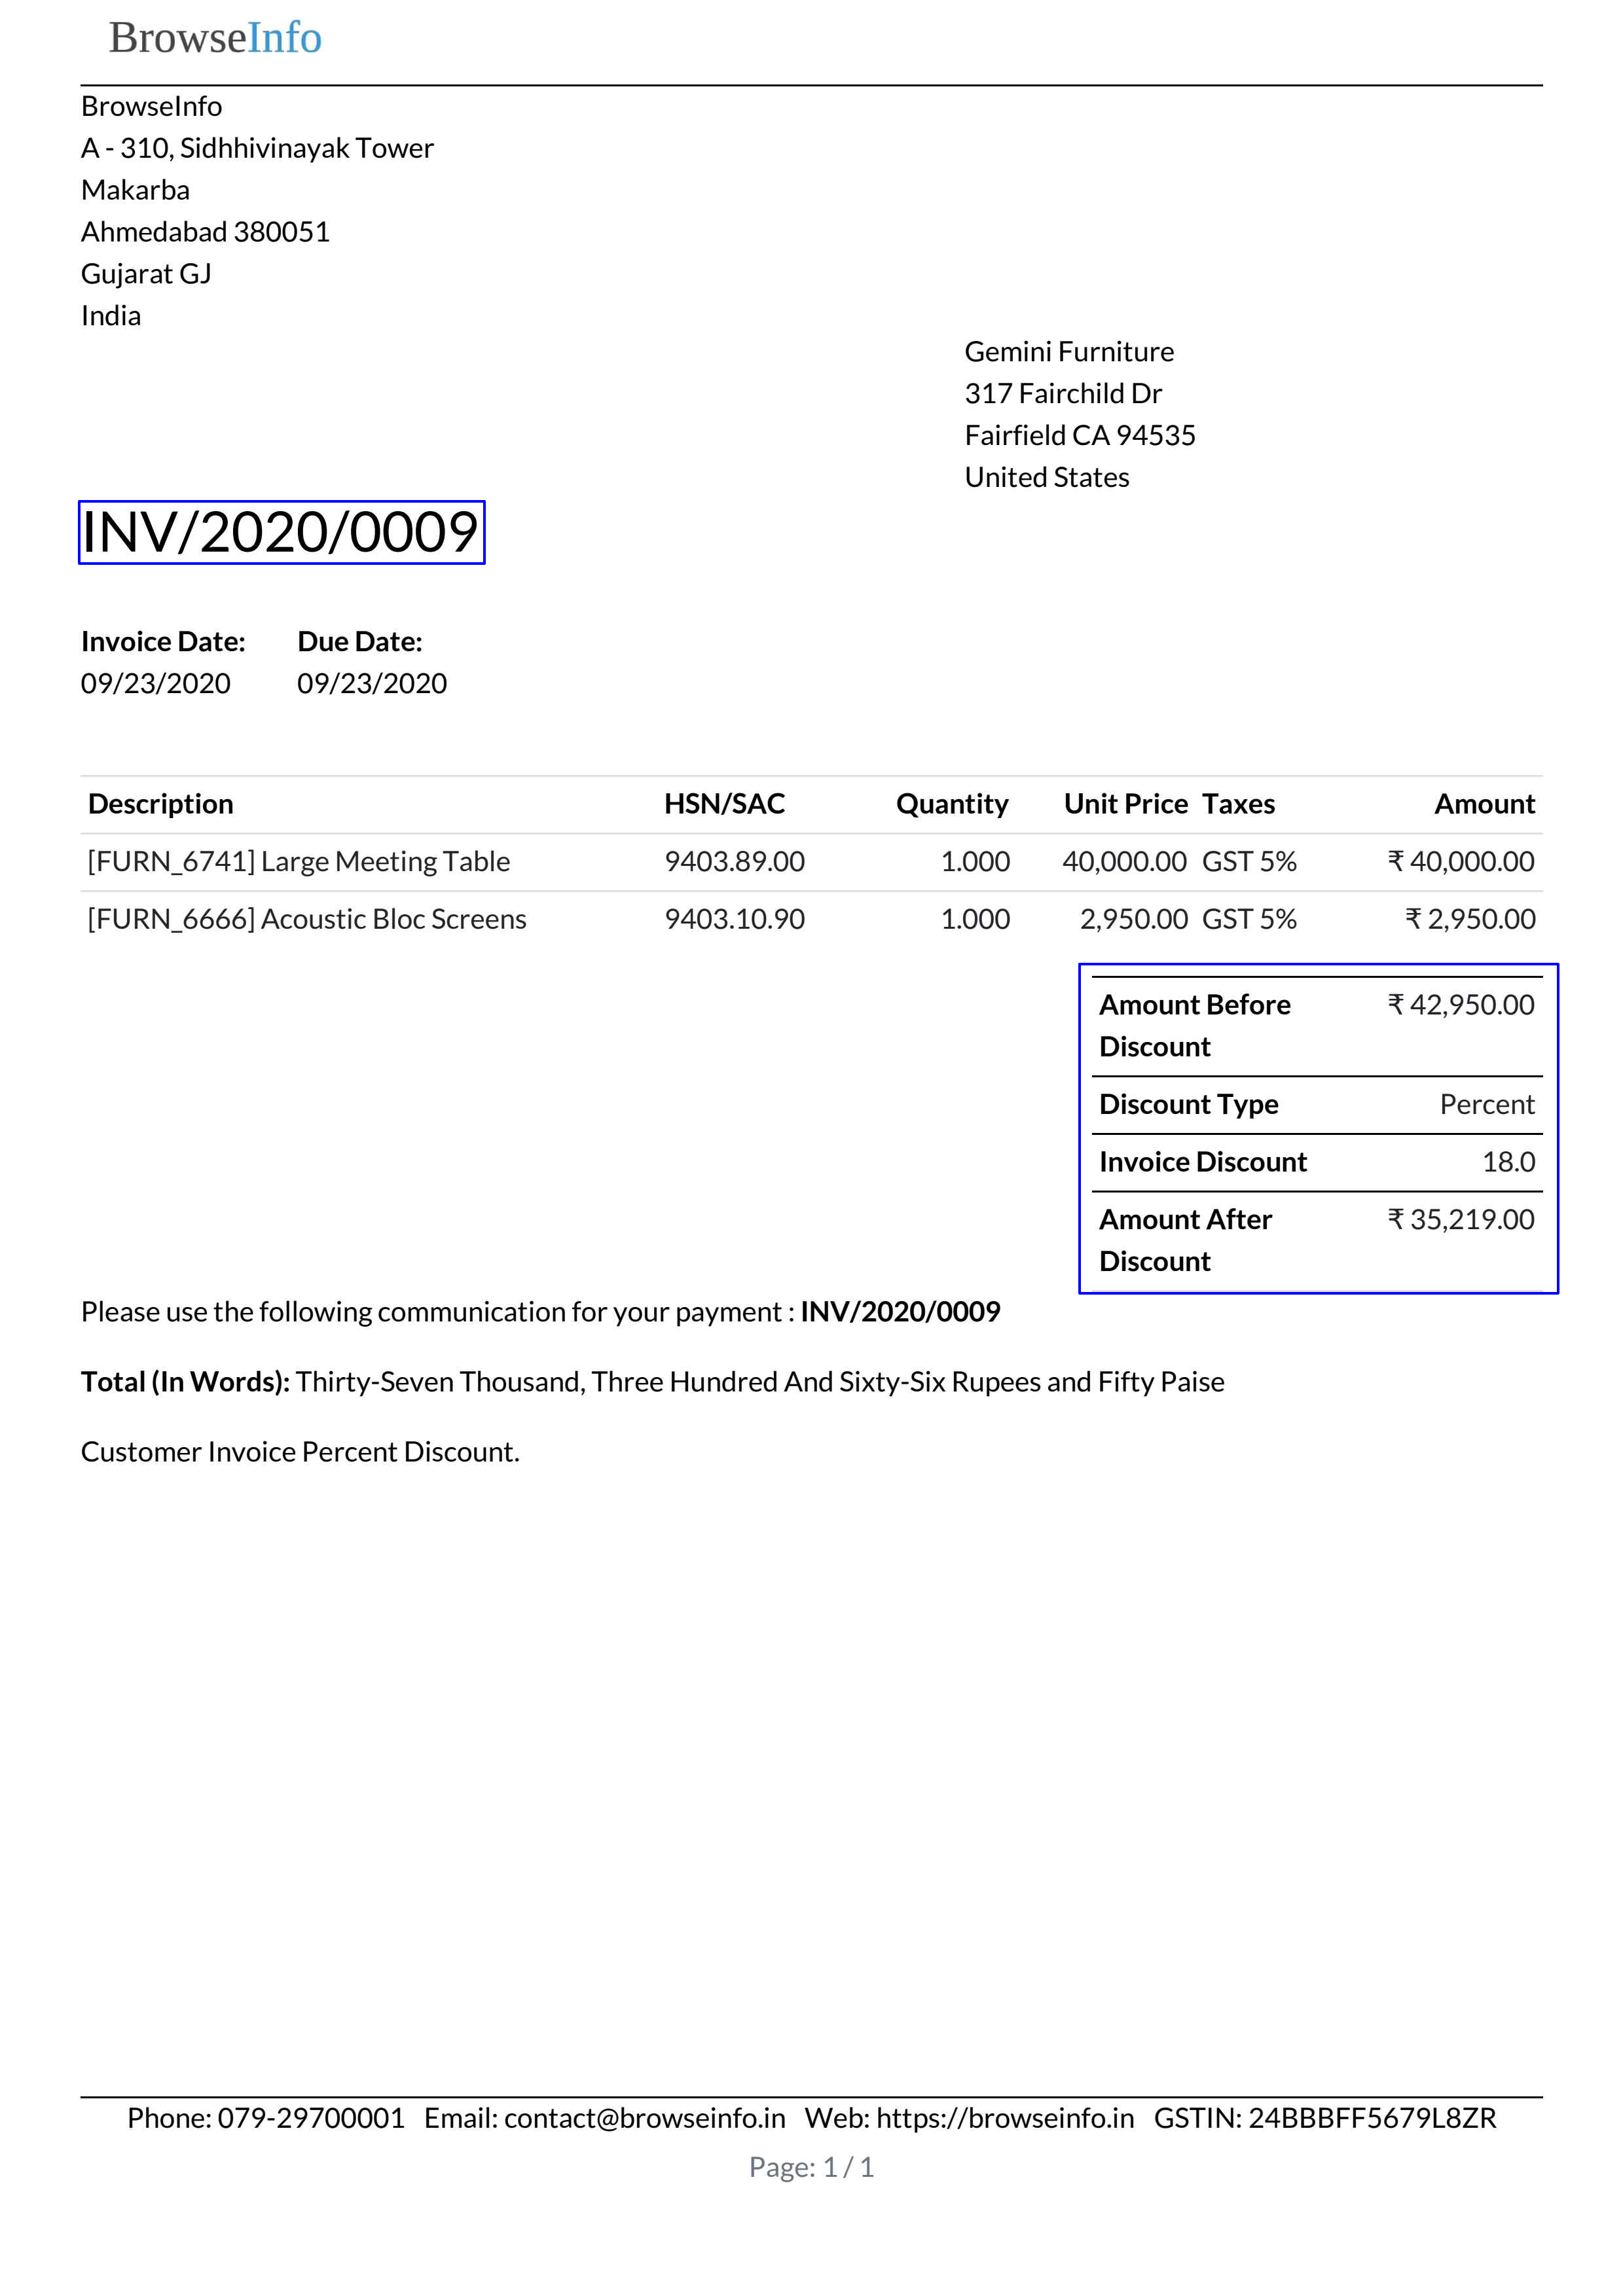 BrowseInfo
BrowseInfo
A - 310, Sidhhivinayak Tower
Makarba
Ahmedabad 380051
Gujarat GJ
India
Gemini Furniture
317 Fairchild Dr
Fairfield CA 94535
United States
INV/2020/0009
Invoice Date: Due Date:
09/23/2020 09/23/2020
Description HSN/SAC Quantity Unit Price Taxes Amount
[FURN_6741] Large Meeting Table 9403.89.00 1.000 40,000.00 GST 5% ₹ 40,000.00
[FURN_6666] Acoustic Bloc Screens 9403.10.90 1.000 2,950.00 GST 5% ₹ 2,950.00
Amount Before ₹ 42,950.00
Discount
Discount Type Percent
Invoice Discount 18.0
Amount After ₹ 35,219.00
Discount
Please use the following communication for your payment : INV/2020/0009
Total (In Words): Thirty-Seven Thousand, Three Hundred And Sixty-Six Rupees and Fifty Paise
Customer Invoice Percent Discount.
Phone: 079-29700001 Email: contact@browseinfo.in Web: https://browseinfo.in GSTIN: 24BBBFF5679L8ZR
Page: 1 / 1